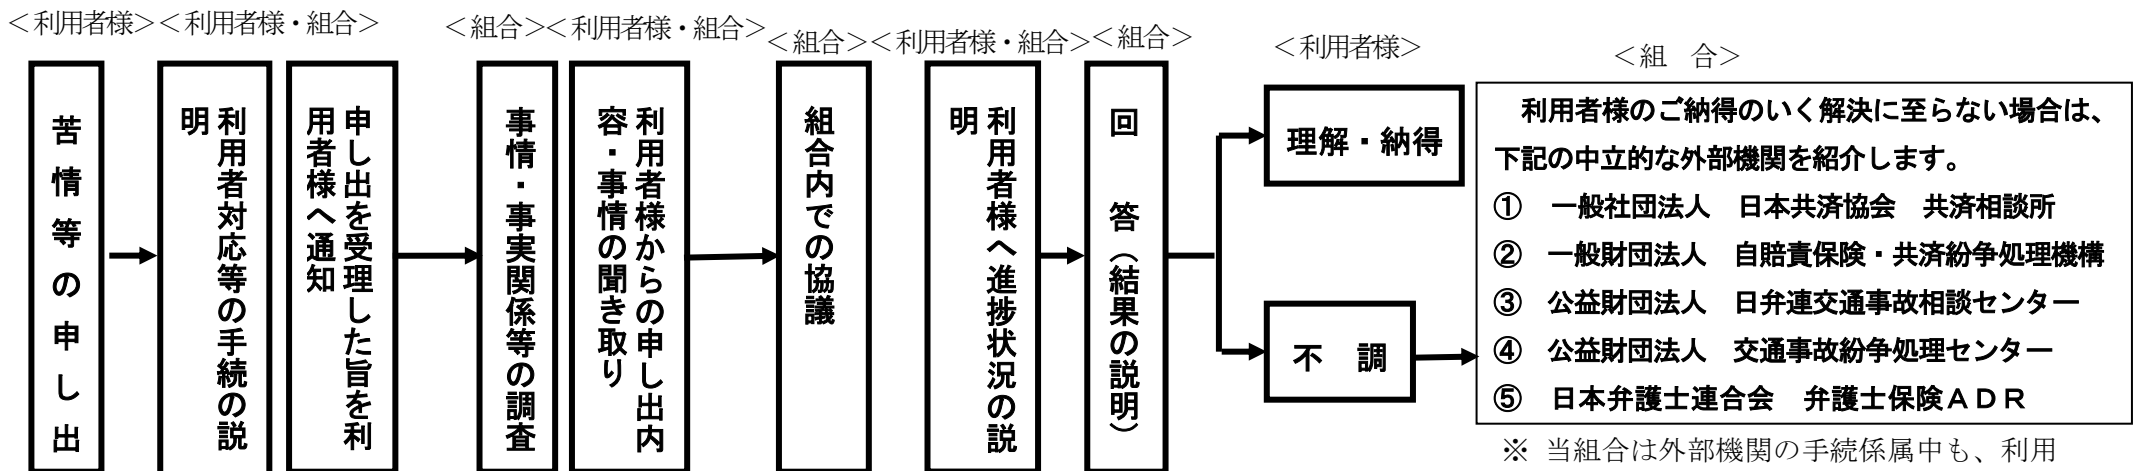 ＜利用者様＞＜利用者様・組合＞
＜組合＞＜利用者様・組合＞
＜組合＞＜利用者様・組合＞
＜組合＞
＜利用者様＞
＜組　合＞
苦情等の申し出
利用者対応等の手続の説
明
申し出を受理した旨を利
用者様へ通知
事情・事実関係等の調査
利用者様からの申し出内
容・事情の聞き取り
組合内での協議
利用者様へ進捗状況の説
明
回　答（結果の説明）
理解・納得
不　調
利用者様のご納得のいく解決に至らない場合は、
下記の中立的な外部機関を紹介します。
①　一般社団法人　日本共済協会　共済相談所
②　一般財団法人　自賠責保険・共済紛争処理機構
③　公益財団法人　日弁連交通事故相談センター
④　公益財団法人　交通事故紛争処理センター
⑤　日本弁護士連合会　弁護士保険ＡＤＲ
※ 当組合は外部機関の手続係属中も、利用